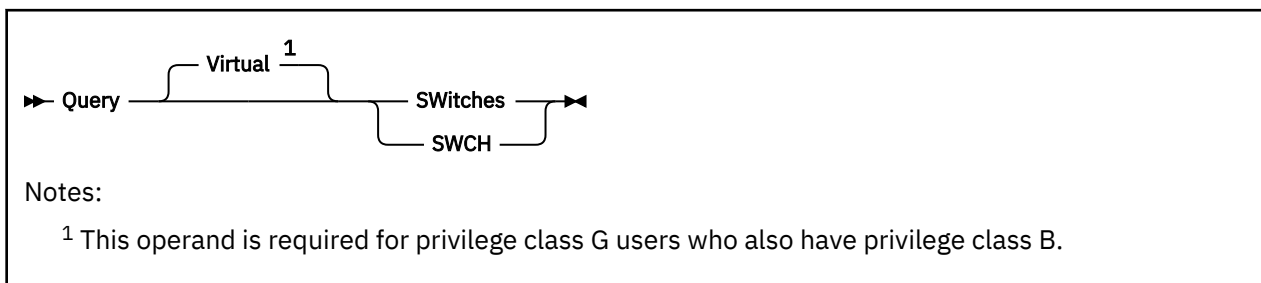 Virtual 1
Query SWitches
SWCH
Notes:
1 This operand is required for privilege class G users who also have privilege class B.